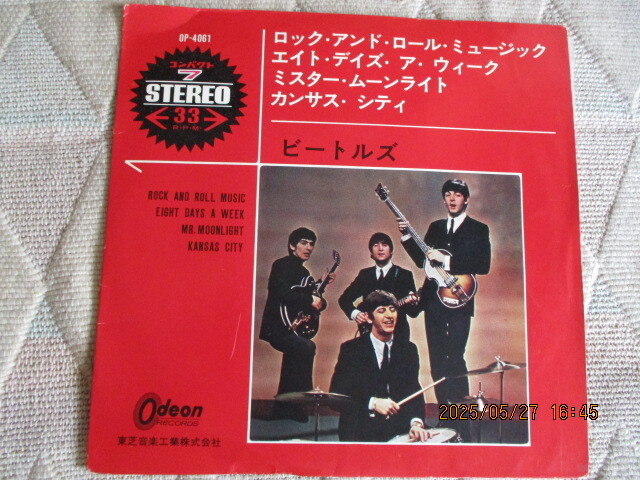 OP-4061
コンパクト
7
STEREO
33
R·P·M·
ロック・アンド・ロール・ミュージック
エイト・デイズ・ア・ウィーク
ミスター・ムーンライト
カンサス・シティ
ビートルズ
ROCK AND ROLL MUSIC
EIGHT DAYS A WEEK
MR. MOONLIGHT
KANSAS CITY
Odeon
RECORDS
東芝音楽工業株式会社
2025/05/27 16:45